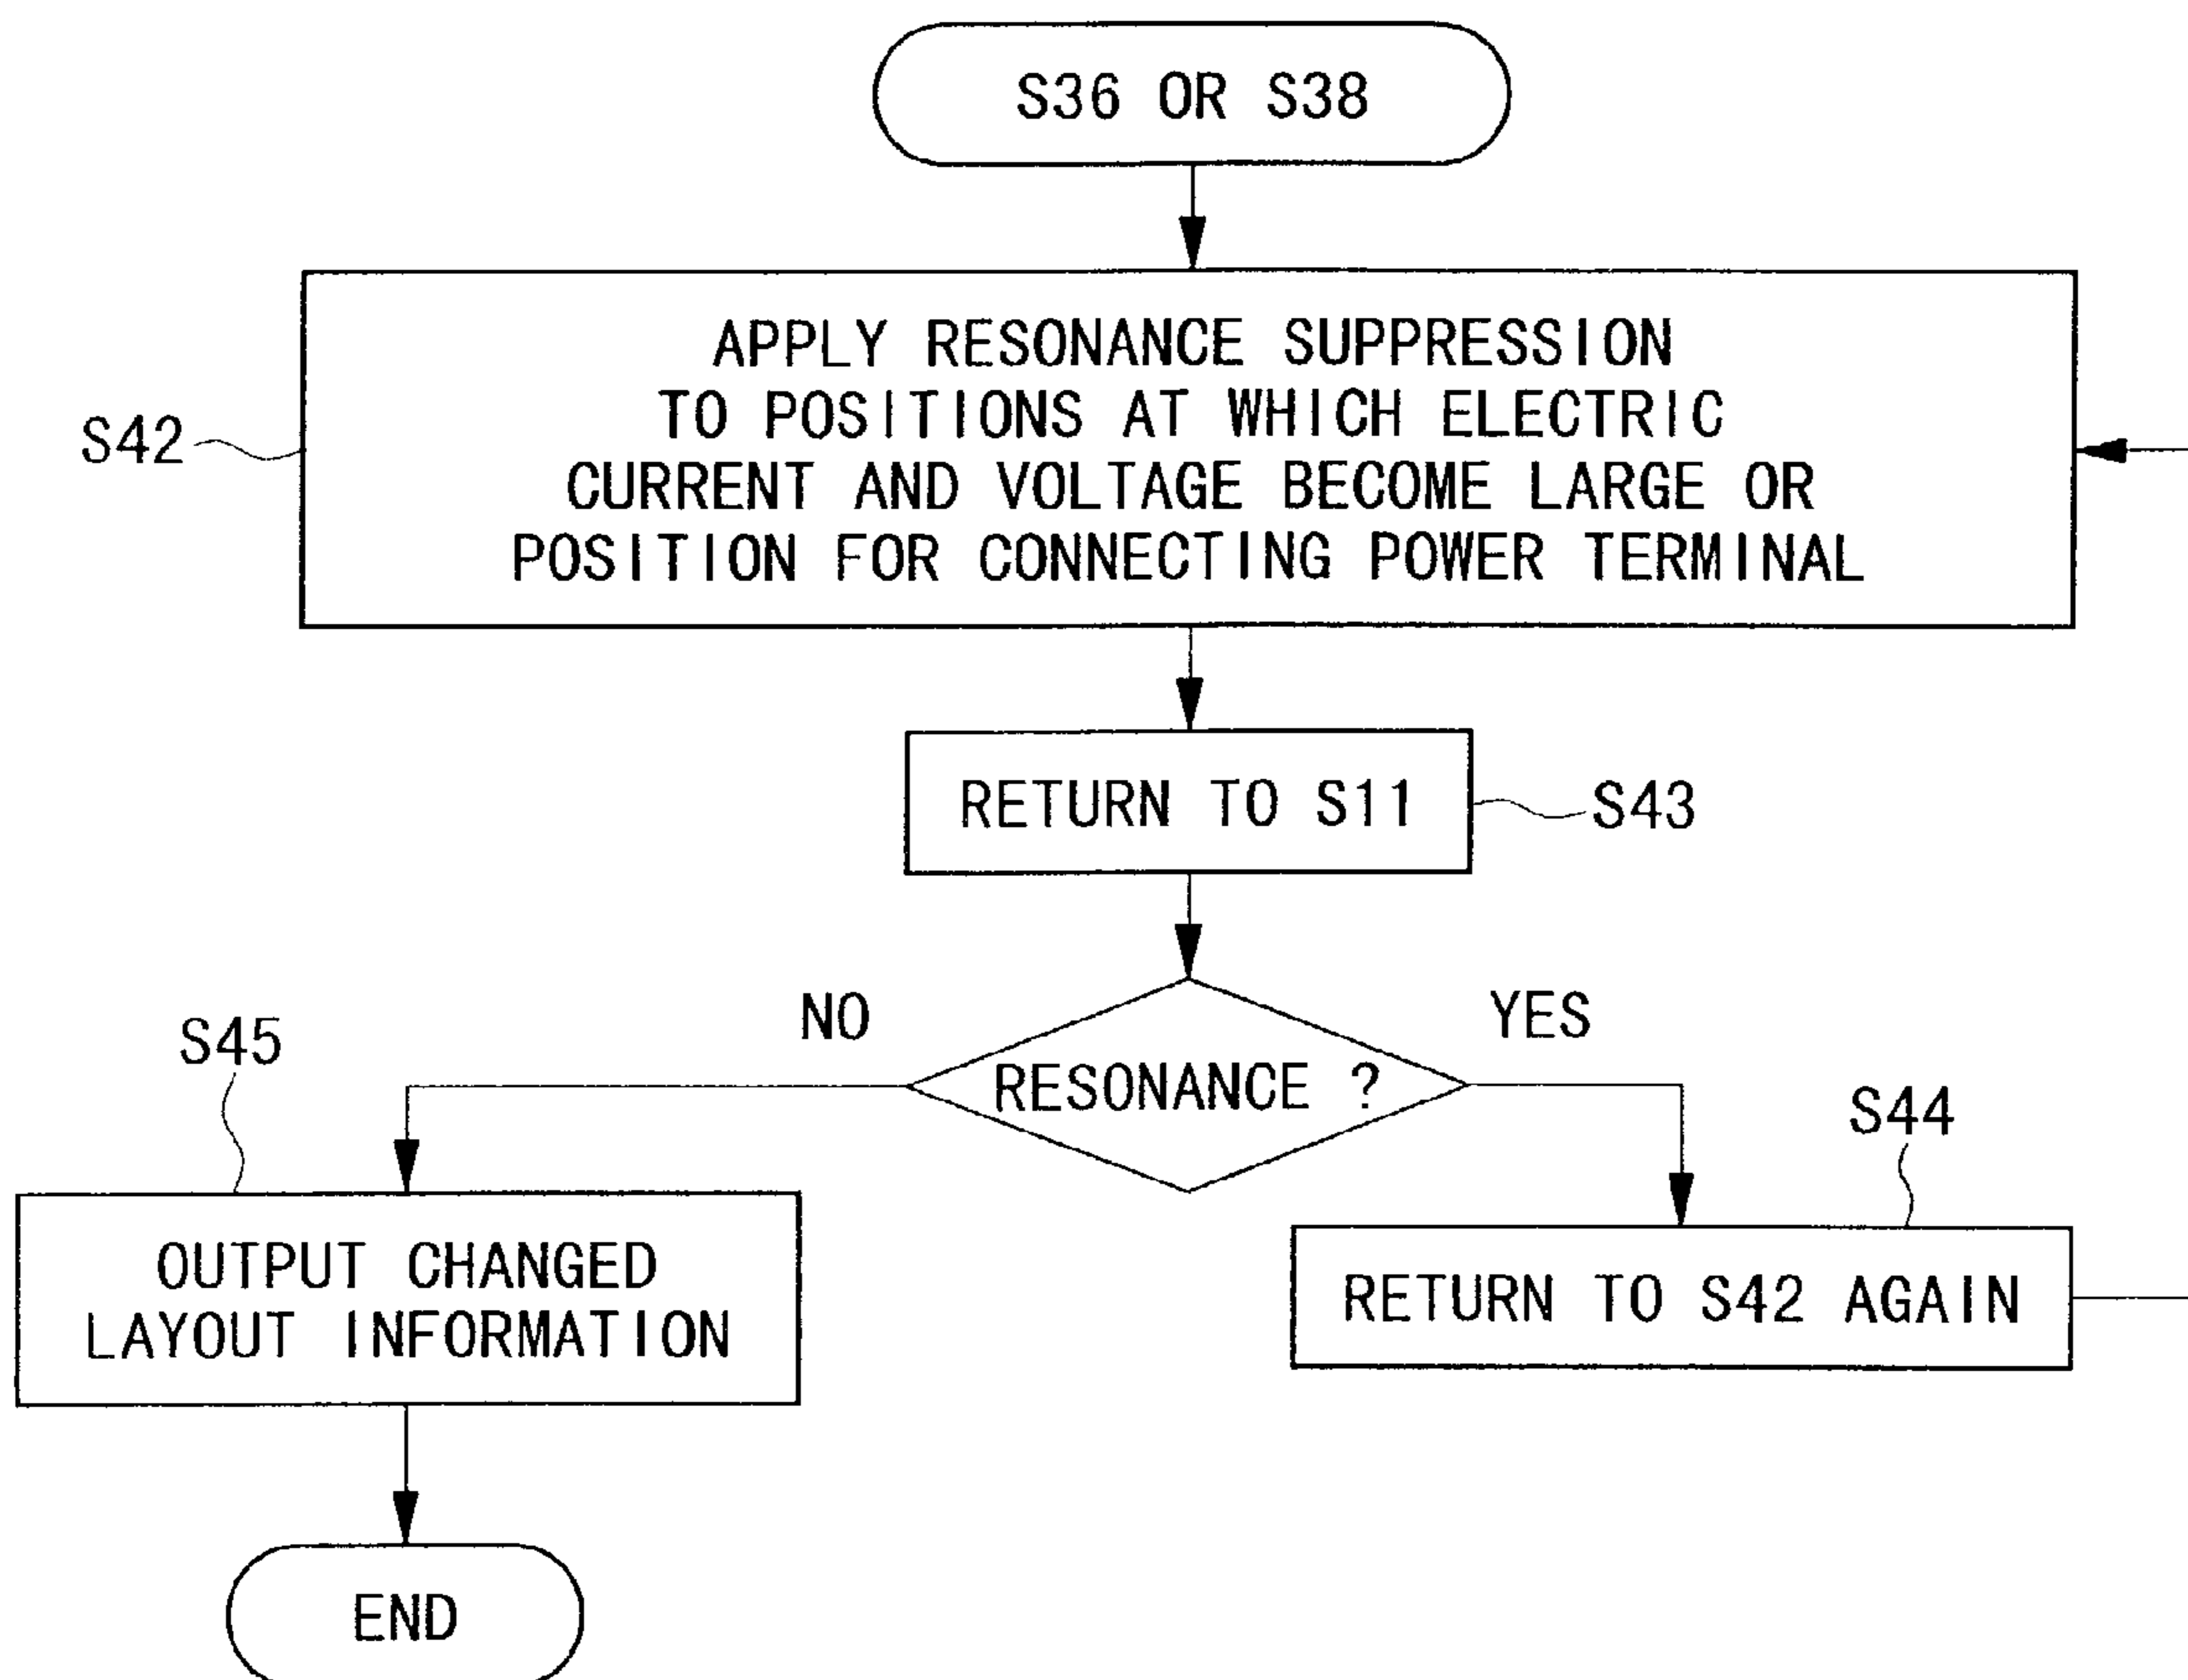 S36 OR S38
APPLY RESONANCE SUPPRESSION
TO POSITIONS AT WHICH ELECTRIC
CURRENT AND VOLTAGE BECOME LARGE OR
POSITION FOR CONNECTING POWER TERMINAL
S42
RETURN TO S11
S43
NO
YES
RESONANCE ?
S45
S44
OUTPUT CHANGED
LAYOUT INFORMATION
RETURN TO S42 AGAIN
END